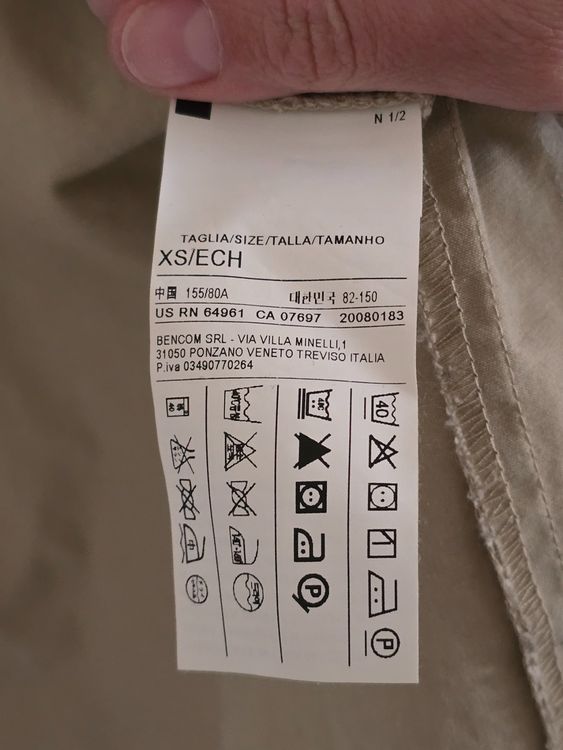 N 1/2
TAGLIA/SIZE/TALLA/TAMANHO
XS/ECH
中国 155/80A 대한민국 82-150
US RN 64961 CA 07697 20080183
BENCOM SRL - VIA VILLA MINELLI,1
31050 PONZANO VENETO TREVISO ITALIA
P.iva 03490770264
40
40
中
P